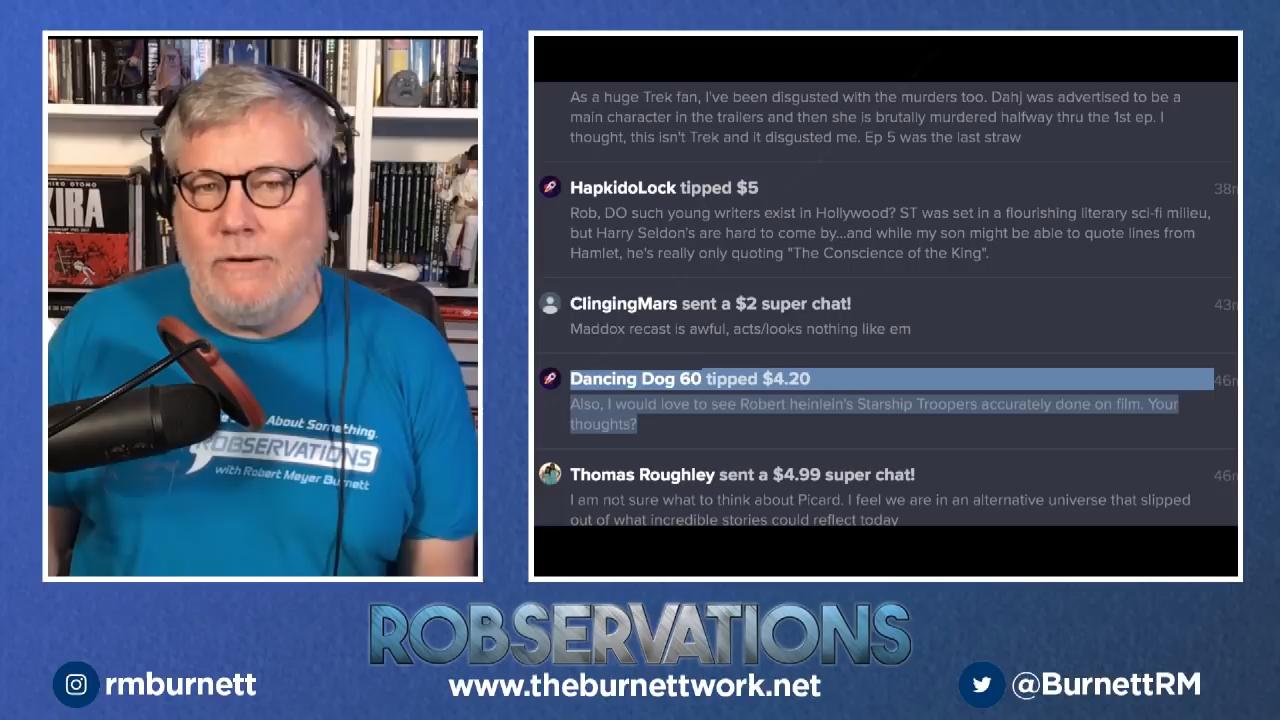 IRO OTOMO
KIRA
About Something.
ROBSERVATIONS
with Robert Meyer Burnett
As a huge Trek fan, I've been disgusted with the murders too. Dahj was advertised to be a
main character in the trailers and then she is brutally murdered halfway thru the 1st ep. I
thought, this isn't Trek and it disgusted me. Ep 5 was the last straw
HapkidoLock tipped $5
38m
Rob, DO such young writers exist in Hollywood? ST was set in a flourishing literary sci-fi milieu,
but Harry Seldon's are hard to come by...and while my son might be able to quote lines from
Hamlet, he's really only quoting "The Conscience of the King".
ClingingMars sent a $2 super chat!
43m
Maddox recast is awful, acts/looks nothing like em
Dancing Dog 60 tipped $4.20
46m
Also, I would love to see Robert heinlein's Starship Troopers accurately done on film. Your
thoughts?
Thomas Roughley sent a $4.99 super chat!
46m
I am not sure what to think about Picard. I feel we are in an alternative universe that slipped
out of what incredible stories could reflect today
ROBSERVATIONS
rmburnett
www.theburnettwork.net
@BurnettRM